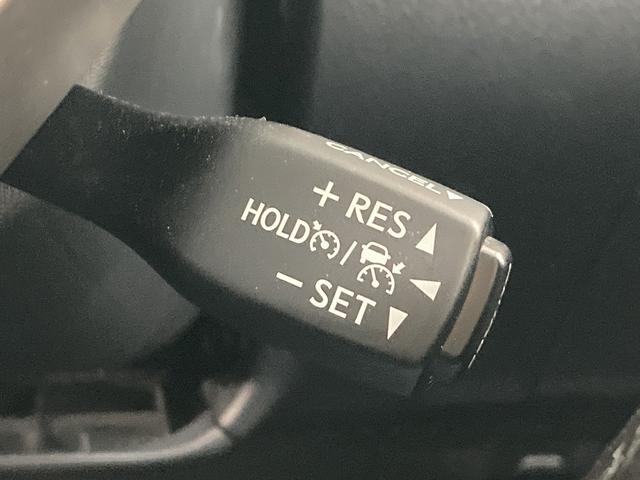 CANCEL
+ RES
HOLD /
− SET